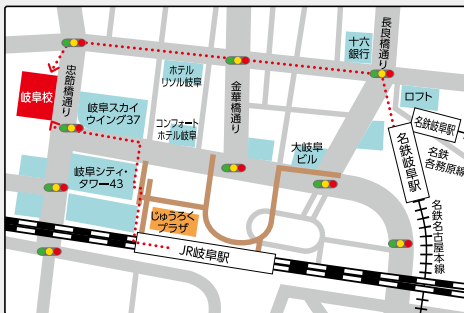 長良橋通り
十六
銀行
忠節橋通り
ホテル
リソル岐阜
金華橋通り
岐阜校
ロフト
岐阜スカイ
ウイング37
コンフォート
ホテル岐阜
名鉄岐阜駅
大岐阜
ビル
名鉄岐阜駅
名鉄
各務原線
岐阜シティ・
タワー43
じゅうろく
プラザ
名鉄名古屋本線
JR岐阜駅